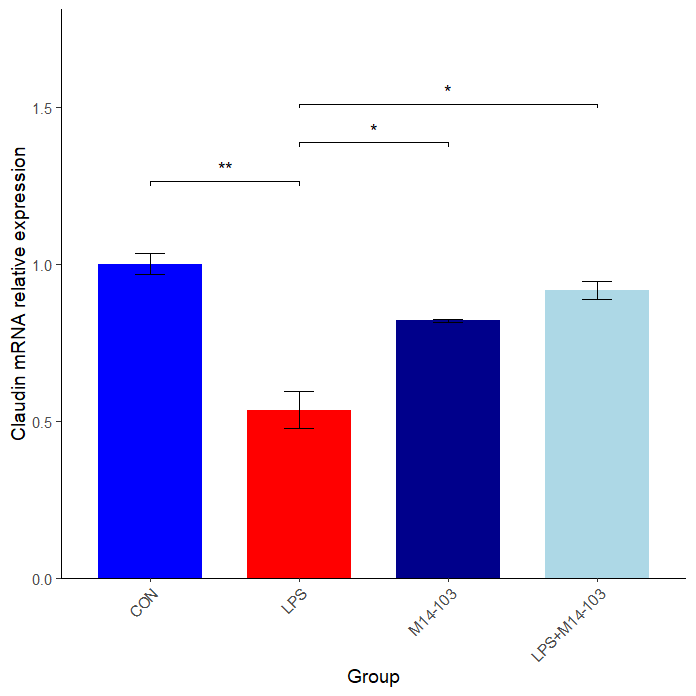 Claudin mRNA relative expression
1.5
1.0
0.5
0.0
*
*
**
CON
LPS
M14-103
LPS+M14-103
Group